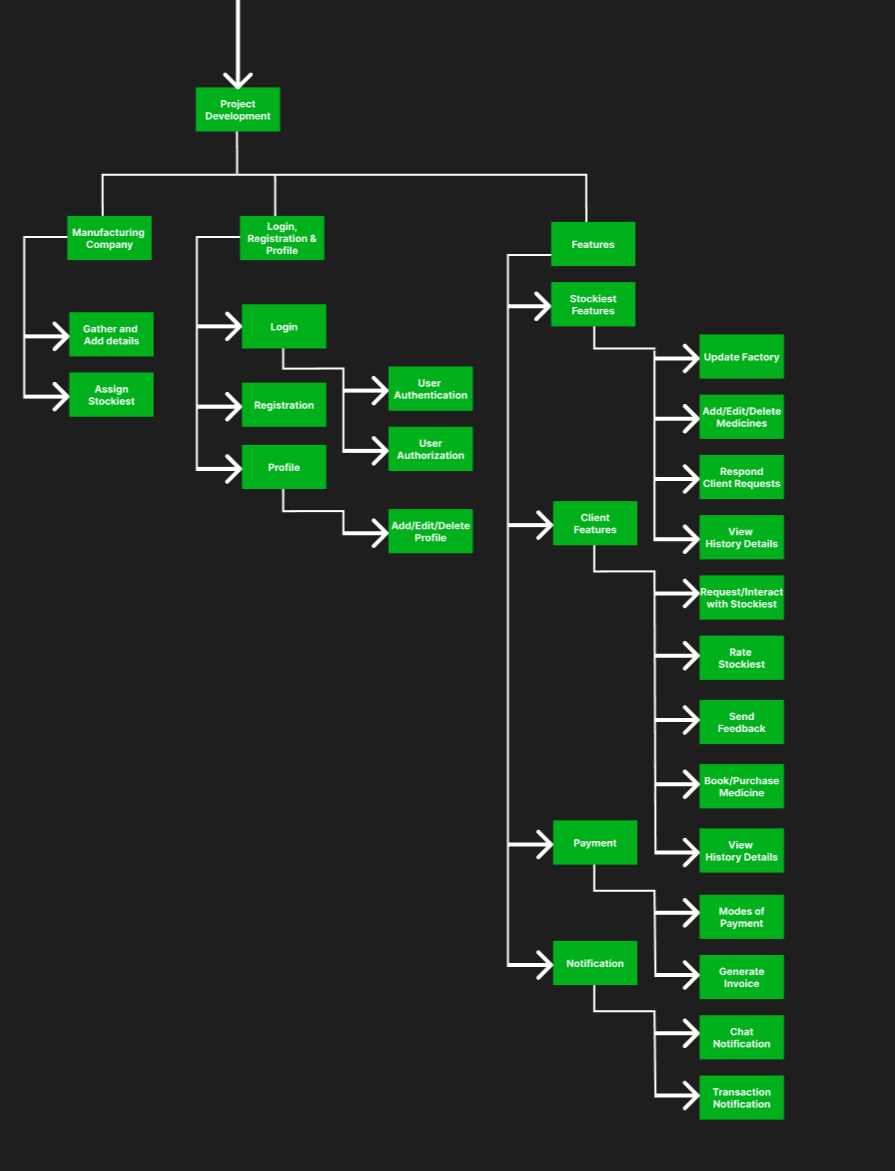 Project
Development
Manufacturing
Company
Gather and
Add details
Assign
Stockiest
Login,
Registration &
Profile
Login
User
Authentication
User
Authorization
Registration
Profile
Add/Edit/Delete
Profile
Features
Stockiest
Features
Update Factory
Add/Edit/Delete
Medicines
Respond
Client Requests
View
History Details
Client
Features
Request/Interact
with Stockiest
Rate
Stockiest
Send
Feedback
Book/Purchase
Medicine
View
History Details
Payment
Modes of
Payment
Generate
Invoice
Notification
Chat
Notification
Transaction
Notification